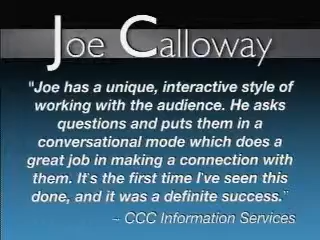 Joe Calloway
"Joe has a unique, interactive style of
working with the audience. He asks
questions and puts them in a
conversational mode which does a
great job in making a connection with
them. It's the first time I've seen this
done, and it was a definite success."
– CCC Information Services